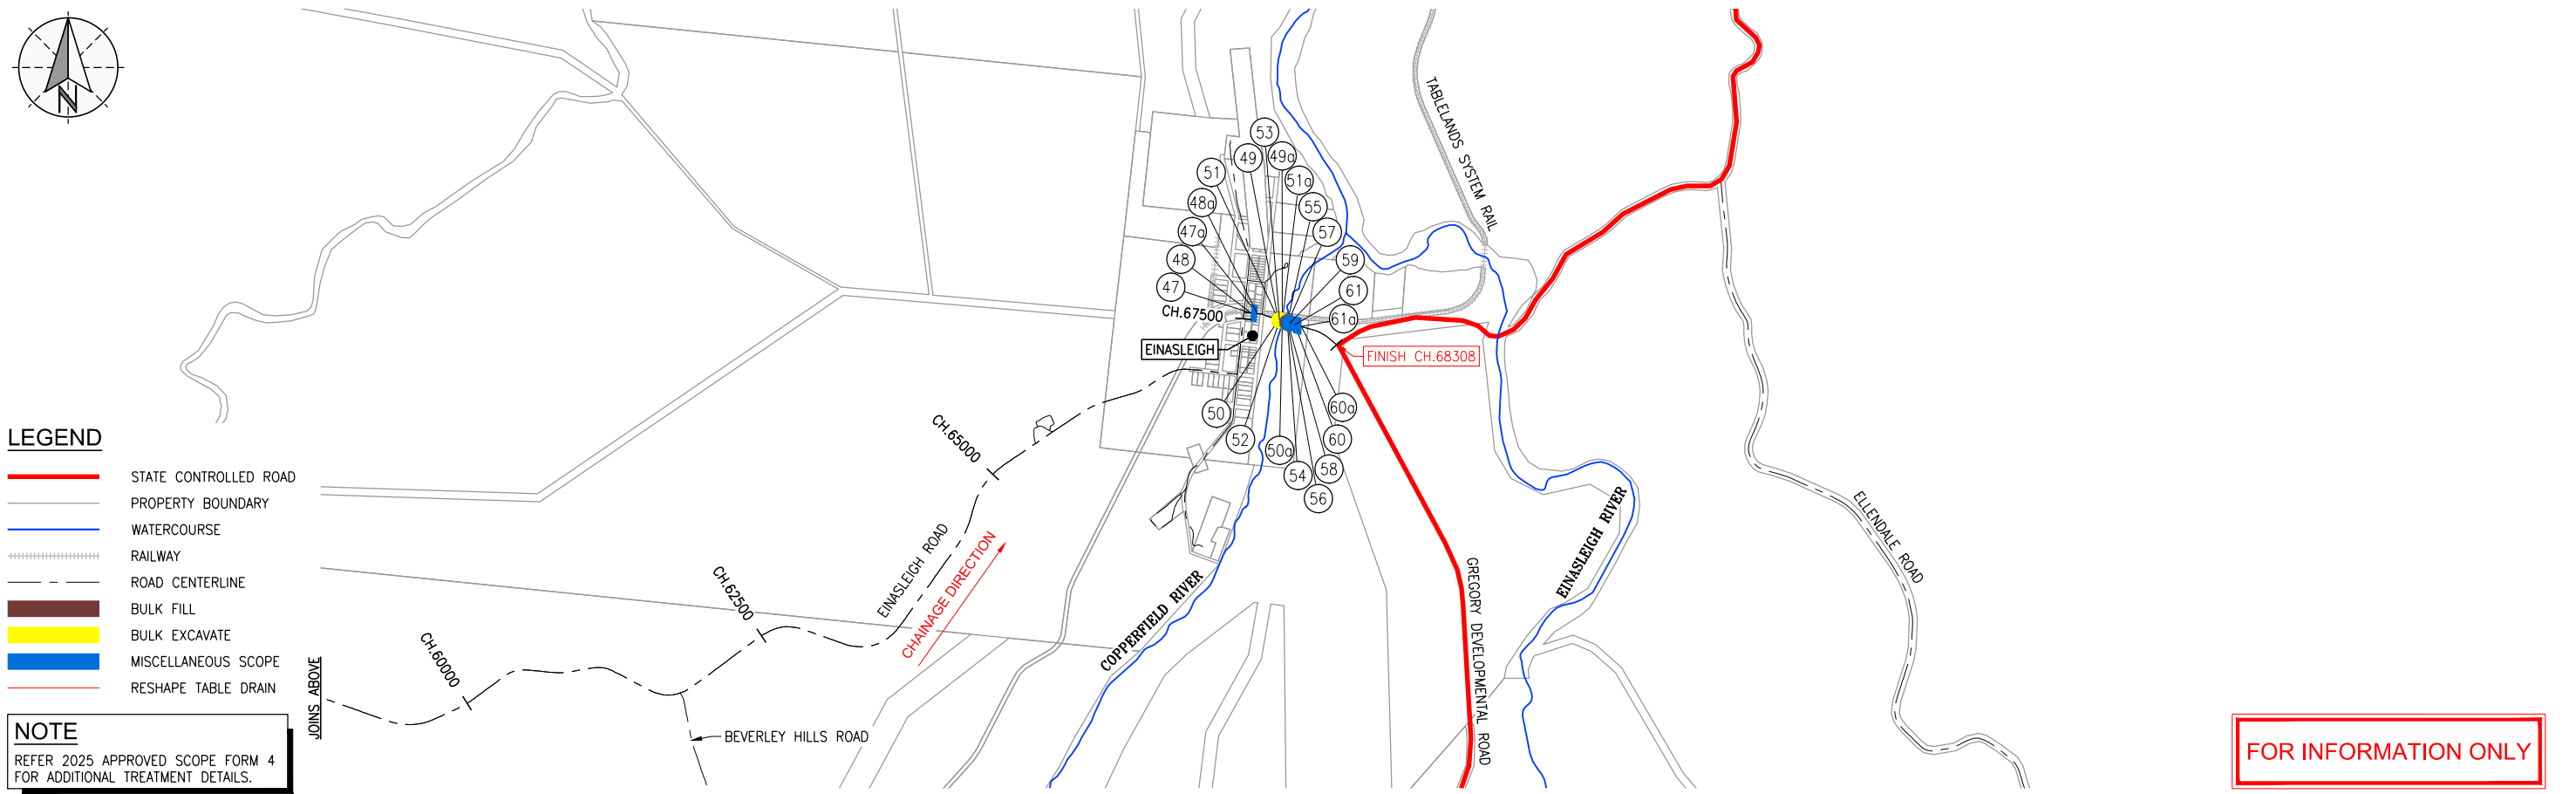 N
53
49
49a
51
51a
48a
55
47a
57
48
59
47
61
CH.67500
61a
EINASLEIGH
FINISH CH.68308
50
60a
52
60
50a
58
54
56
TABLELANDS SYSTEM RAIL
CH.65000
EINASLEIGH ROAD
CHAINAGE DIRECTION
CH.62500
CH.60000
BEVERLEY HILLS ROAD
COPPERFIELD RIVER
GREGORY DEVELOPMENTAL ROAD
EINASLEIGH RIVER
ELLENDALE ROAD
LEGEND
STATE CONTROLLED ROAD
PROPERTY BOUNDARY
WATERCOURSE
RAILWAY
ROAD CENTERLINE
BULK FILL
BULK EXCAVATE
MISCELLANEOUS SCOPE
RESHAPE TABLE DRAIN
JOINS ABOVE
NOTE
REFER 2025 APPROVED SCOPE FORM 4
FOR ADDITIONAL TREATMENT DETAILS.
FOR INFORMATION ONLY